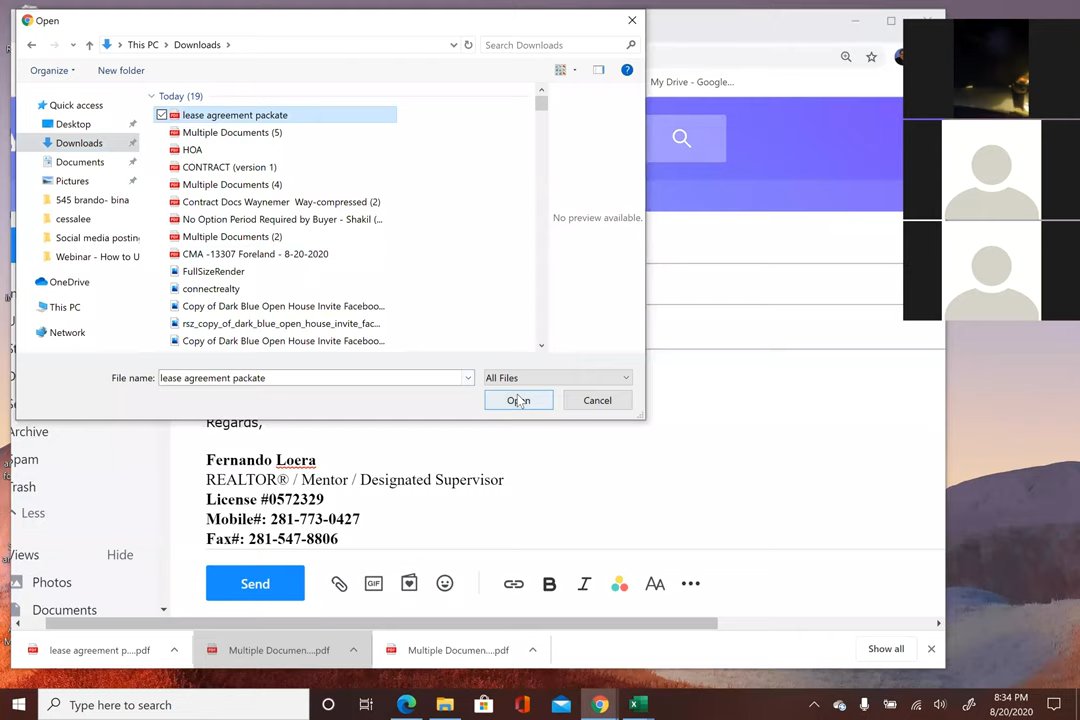 Open
This PC > Downloads >
Search Downloads
Organize
New folder
Quick access
Desktop
Downloads
Documents
Pictures
545 brando- bina
cessalee
Social media postin
Webinar - How to U
OneDrive
This PC
Network
Today (19)
lease agreement packate
Multiple Documents (5)
HOA
CONTRACT (version 1)
Multiple Documents (4)
Contract Docs Waynemer Way-compressed (2)
No Option Period Required by Buyer - Shakil (...
Multiple Documents (2)
CMA -13307 Foreland - 8-20-2020
FullSizeRender
connectrealty
Copy of Dark Blue Open House Invite Faceboo...
rsz_copy_of_dark_blue_open_house_invite_fac...
Copy of Dark Blue Open House Invite Faceboo...
No preview available.
File name: lease agreement packate
All Files
Open
Cancel
My Drive - Google...
Archive
Spam
Trash
Less
Views
Hide
Photos
Documents
Regards,
Fernando Loera
REALTOR® / Mentor / Designated Supervisor
License #0572329
Mobile#: 281-773-0427
Fax#: 281-547-8806
Send
GIF
B
I
AA
lease agreement p....pdf
Multiple Documen....pdf
Multiple Documen....pdf
Show all
Type here to search
8:34 PM
8/20/2020